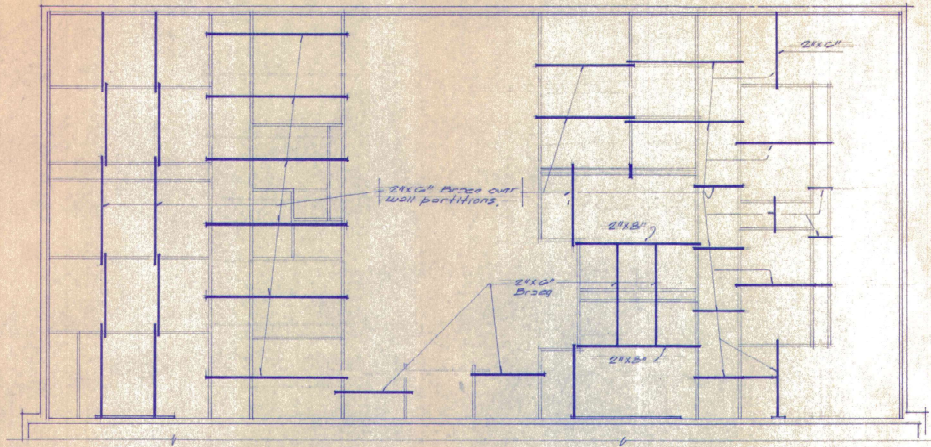 2"x6"
2"x6" Brace over
wall partitions.
2"x8"
2"x6"
Brace
2"x8"